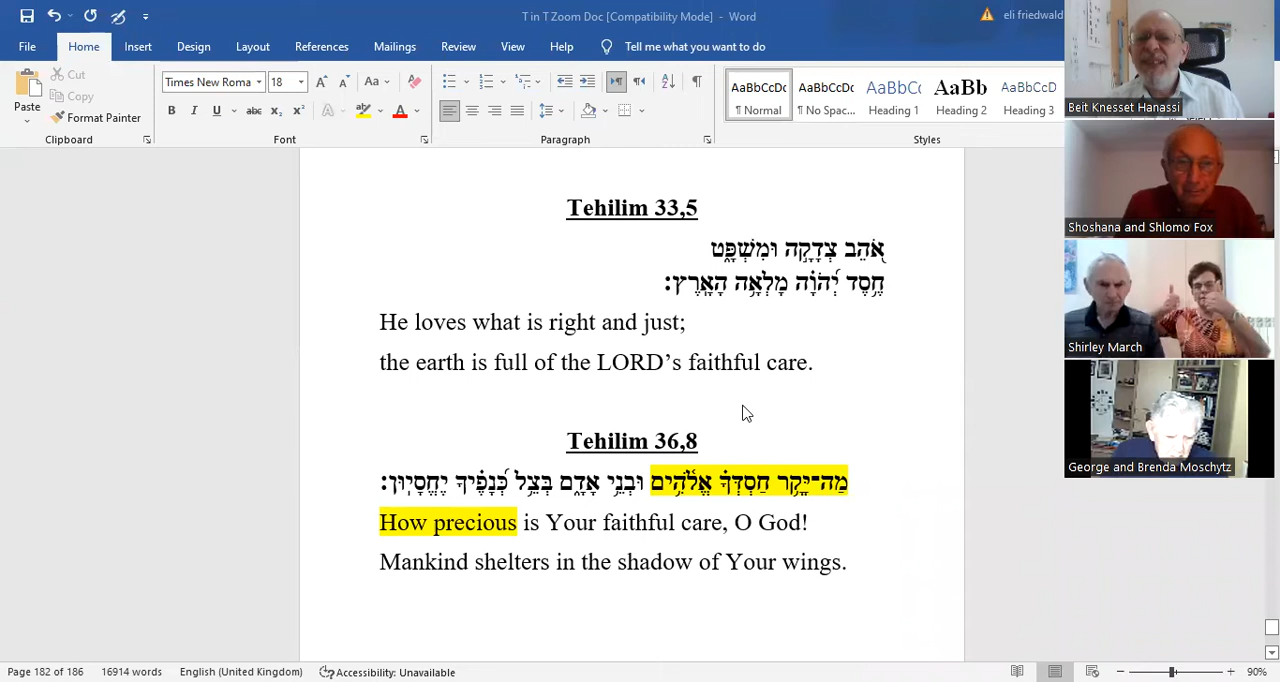 T in T Zoom Doc [Compatibility Mode] - Word
eli friedwald
File Home Insert Design Layout References Mailings Review View Help Tell me what you want to do
Paste
Cut
Copy
Format Painter
Clipboard
Times New Roma 18
Aa
B I U abc x₂ x² A A
Font
Paragraph
AaBbCcDc AaBbCcDc AaBbCc AaBb AaBbCcD
¶ Normal ¶ No Spac... Heading 1 Heading 2 Heading 3
Styles
Beit Knesset Hanassi
Shoshana and Shlomo Fox
Shirley March
George and Brenda Moschytz
Tehilim 33,5
אֹ֭הֵב צְדָקָ֣ה וּמִשְׁפָּ֑ט
חֶ֥סֶד יְ֝הֹוָ֗ה מָלְאָ֥ה הָאָֽרֶץ׃
He loves what is right and just;
the earth is full of the LORD’s faithful care.
Tehilim 36,8
מַה־יָּקָ֥ר חַסְדְּךָ֗ אֱלֹ֫הִ֥ים וּבְנֵ֥י אָדָ֑ם בְּצֵ֥ל כְּ֝נָפֶ֗יךָ יֶחֱסָיֽוּן׃
How precious is Your faithful care, O God!
Mankind shelters in the shadow of Your wings.
Page 182 of 186 16914 words English (United Kingdom) Accessibility: Unavailable 90%